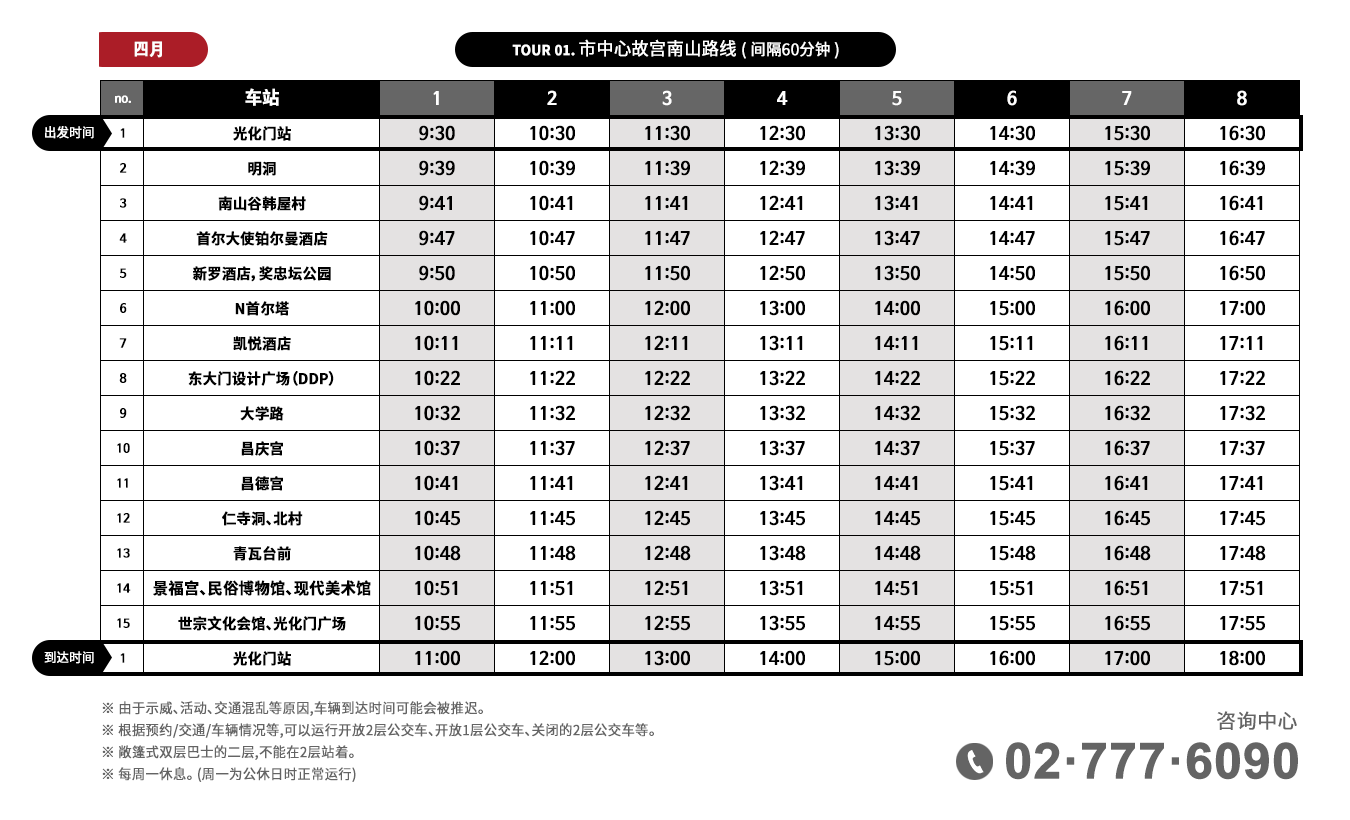 四月
TOUR 01. 市中心故宫南山路线 ( 间隔60分钟 )
no. 车站 1 2 3 4 5 6 7 8
出发时间 1 光化门站 9:30 10:30 11:30 12:30 13:30 14:30 15:30 16:30
2 明洞 9:39 10:39 11:39 12:39 13:39 14:39 15:39 16:39
3 南山谷韩屋村 9:41 10:41 11:41 12:41 13:41 14:41 15:41 16:41
4 首尔大使铂尔曼酒店 9:47 10:47 11:47 12:47 13:47 14:47 15:47 16:47
5 新罗酒店, 奖忠坛公园 9:50 10:50 11:50 12:50 13:50 14:50 15:50 16:50
6 N首尔塔 10:00 11:00 12:00 13:00 14:00 15:00 16:00 17:00
7 凯悦酒店 10:11 11:11 12:11 13:11 14:11 15:11 16:11 17:11
8 东大门设计广场(DDP) 10:22 11:22 12:22 13:22 14:22 15:22 16:22 17:22
9 大学路 10:32 11:32 12:32 13:32 14:32 15:32 16:32 17:32
10 昌庆宫 10:37 11:37 12:37 13:37 14:37 15:37 16:37 17:37
11 昌德宫 10:41 11:41 12:41 13:41 14:41 15:41 16:41 17:41
12 仁寺洞、北村 10:45 11:45 12:45 13:45 14:45 15:45 16:45 17:45
13 青瓦台前 10:48 11:48 12:48 13:48 14:48 15:48 16:48 17:48
14 景福宫、民俗博物馆、现代美术馆 10:51 11:51 12:51 13:51 14:51 15:51 16:51 17:51
15 世宗文化会馆、光化门广场 10:55 11:55 12:55 13:55 14:55 15:55 16:55 17:55
到达时间 1 光化门站 11:00 12:00 13:00 14:00 15:00 16:00 17:00 18:00
※ 由于示威、活动、交通混乱等原因,车辆到达时间可能会被推迟。
※ 根据预约/交通/车辆情况等,可以运行开放2层公交车、开放1层公交车、关闭的2层公交车等。
※ 敞篷式双层巴士的二层,不能在2层站着。
※ 每周一休息。(周一为公休日时正常运行)
咨询中心
02·777·6090